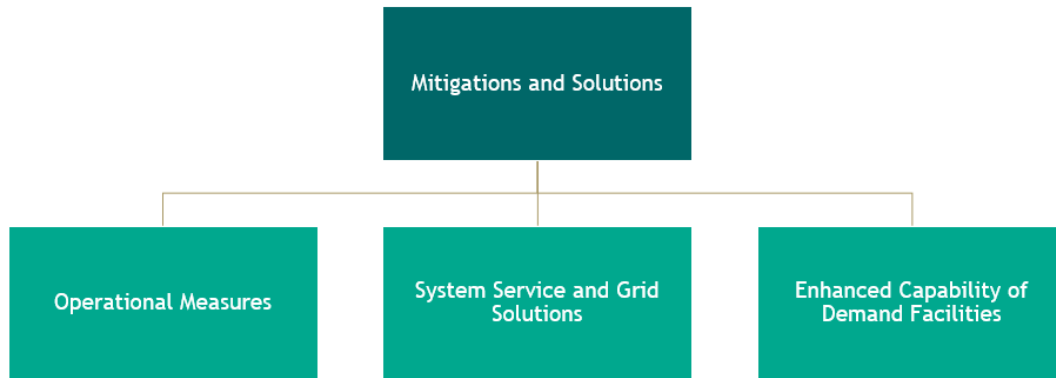 Mitigations and Solutions
Operational Measures
System Service and Grid
Solutions
Enhanced Capability of
Demand Facilities